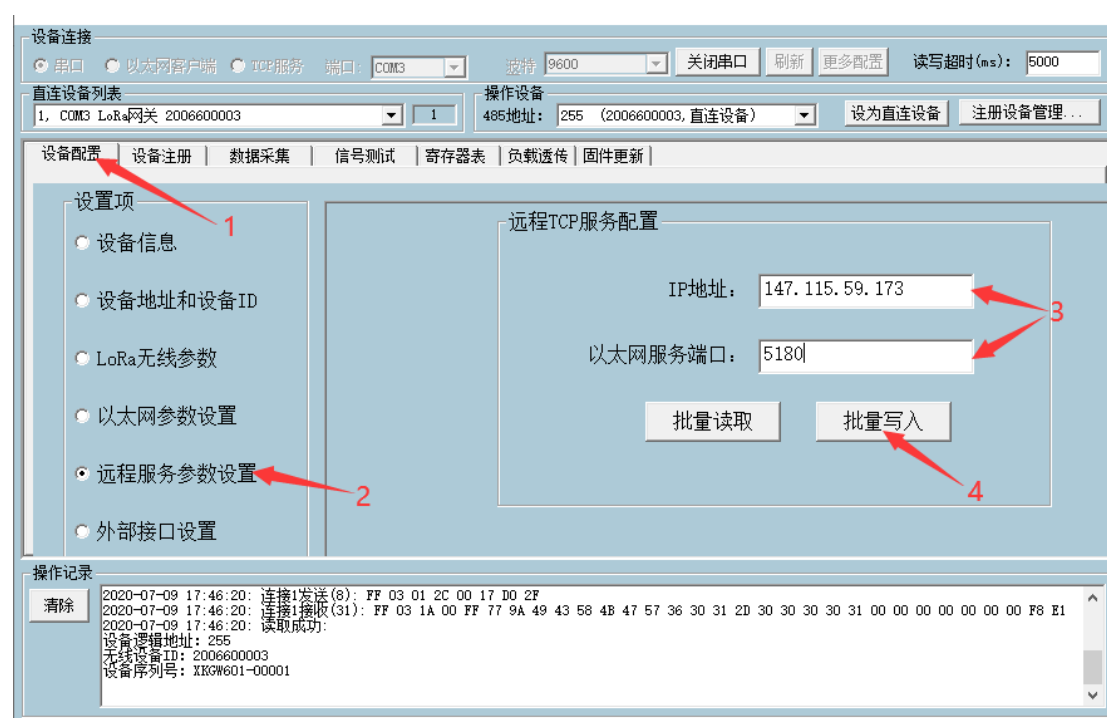 设备连接
串口 以太网客户端 TCP服务 端口: COM3 波特 9600 关闭串口 刷新 更多配置 读写超时(ms): 5000
直连设备列表 操作设备
1, COM3 LoRa网关 2006600003 1 485地址: 255 (2006600003, 直连设备) 设为直连设备 注册设备管理...
设备配置 设备注册 数据采集 信号测试 寄存器表 负载透传 固件更新
设置项
1
设备信息
设备地址和设备ID
LoRa无线参数
以太网参数设置
远程服务参数设置
2
外部接口设置
远程TCP服务配置
IP地址: 147.115.59.173
3
以太网服务端口: 5180
批量读取 批量写入
4
操作记录
清除
2020-07-09 17:46:20: 连接1发送(8): FF 03 01 2C 00 17 D0 2F
2020-07-09 17:46:20: 连接1接收(31): FF 03 1A 00 FF 77 9A 49 43 58 4B 47 57 36 30 31 2D 30 30 30 30 31 00 00 00 00 00 00 00 F8 E1
2020-07-09 17:46:20: 读取成功:
设备逻辑地址: 255
无线设备ID: 2006600003
设备序列号: XKGW601-00001